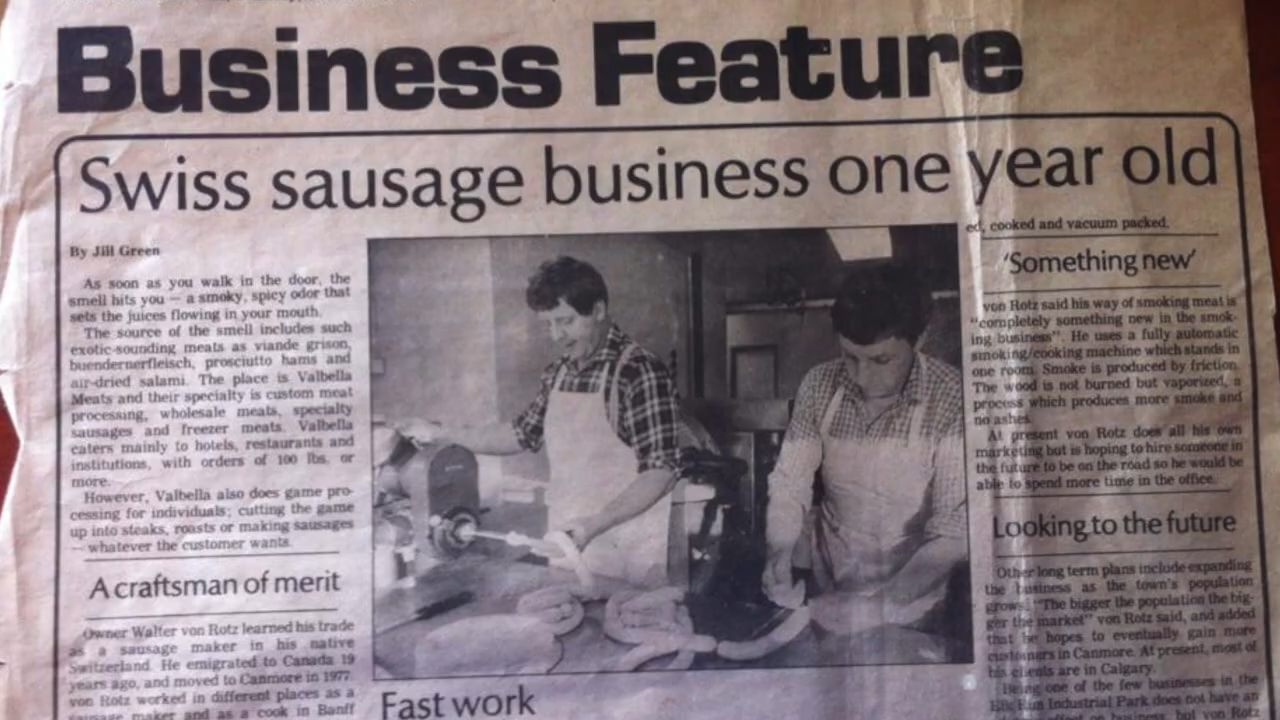 Business Feature
Swiss sausage business one year old
By Jill Green
As soon as you walk in the door, the
smell hits you — a smoky, spicy odor that
sets the juices flowing in your mouth.
The source of the smell includes such
exotic-sounding meats as viande grison,
buendernerfleisch, prosciutto hams and
air-dried salami. The place is Valbella
Meats and their specialty is custom meat
processing, wholesale meats, specialty
sausages and freezer meats. Valbella
caters mainly to hotels, restaurants and
institutions, with orders of 100 lbs. or
more.
However, Valbella also does game pro-
cessing for individuals; cutting the game
up into steaks, roasts or making sausages
— whatever the customer wants.
A craftsman of merit
Owner Walter von Rotz learned his trade
as a sausage maker in his native
Switzerland. He emigrated to Canada 19
years ago, and moved to Canmore in 1977.
von Rotz worked in different places as a
sausage maker and as a cook in Banff
Fast work
ed, cooked and vacuum packed.
'Something new'
von Rotz said his way of smoking meat is
"completely something new in the smok-
ing business". He uses a fully automatic
smoking/cooking machine which stands in
one room. Smoke is produced by friction.
The wood is not burned but vaporized, a
process which produces more smoke and
no ashes.
At present von Rotz does all his own
marketing but is hoping to hire someone in
the future to be on the road so he would be
able to spend more time in the office.
Looking to the future
Other long term plans include expanding
the business as the town's population
grows. "The bigger the population the big-
ger the market" von Rotz said, and added
that he hopes to eventually gain more
customers in Canmore. At present, most of
his clients are in Calgary.
Being one of the few businesses in the
Elk Run Industrial Park does not have an
on business, but von Rotz